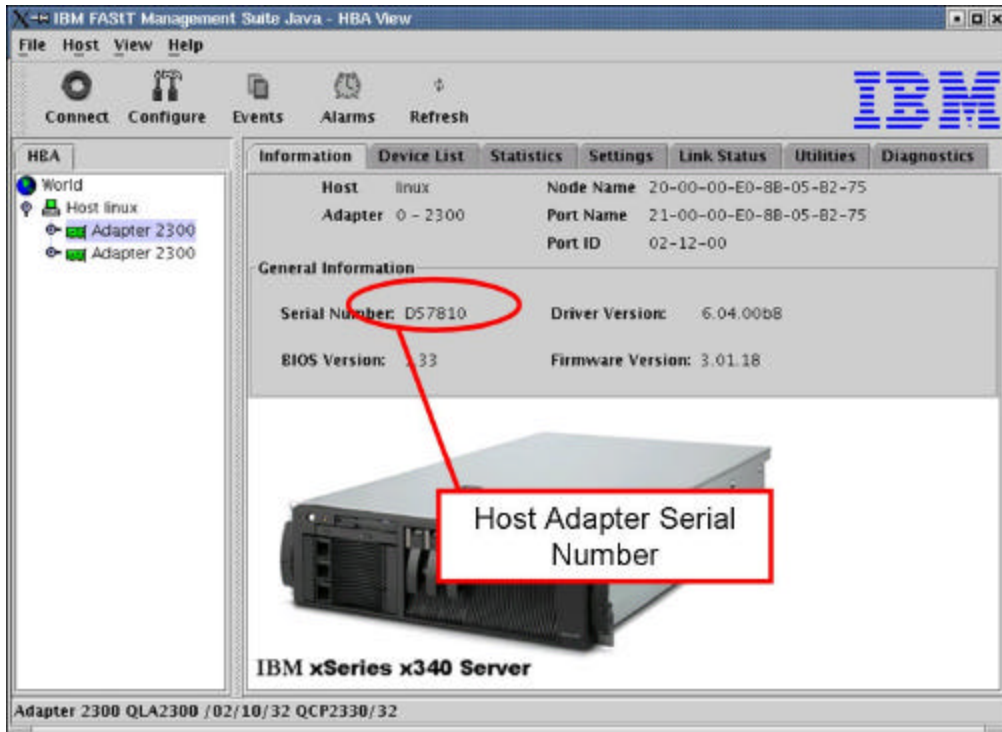 IBM FAStT Management Suite Java - HBA View
File Host View Help
Connect Configure Events Alarms Refresh
IBM
HBA
Information Device List Statistics Settings Link Status Utilities Diagnostics
World
Host linux
Adapter 2300
Adapter 2300
Host linux Node Name 20-00-00-E0-8B-05-B2-75
Adapter 0 - 2300 Port Name 21-00-00-E0-8B-05-B2-75
Port ID 02-12-00
General Information
Serial Number: D57810 Driver Version: 6.04.00b8
BIOS Version: 33 Firmware Version: 3.01.18
Host Adapter Serial
Number
IBM xSeries x340 Server
Adapter 2300 QLA2300 /02/10/32 QCP2330/32